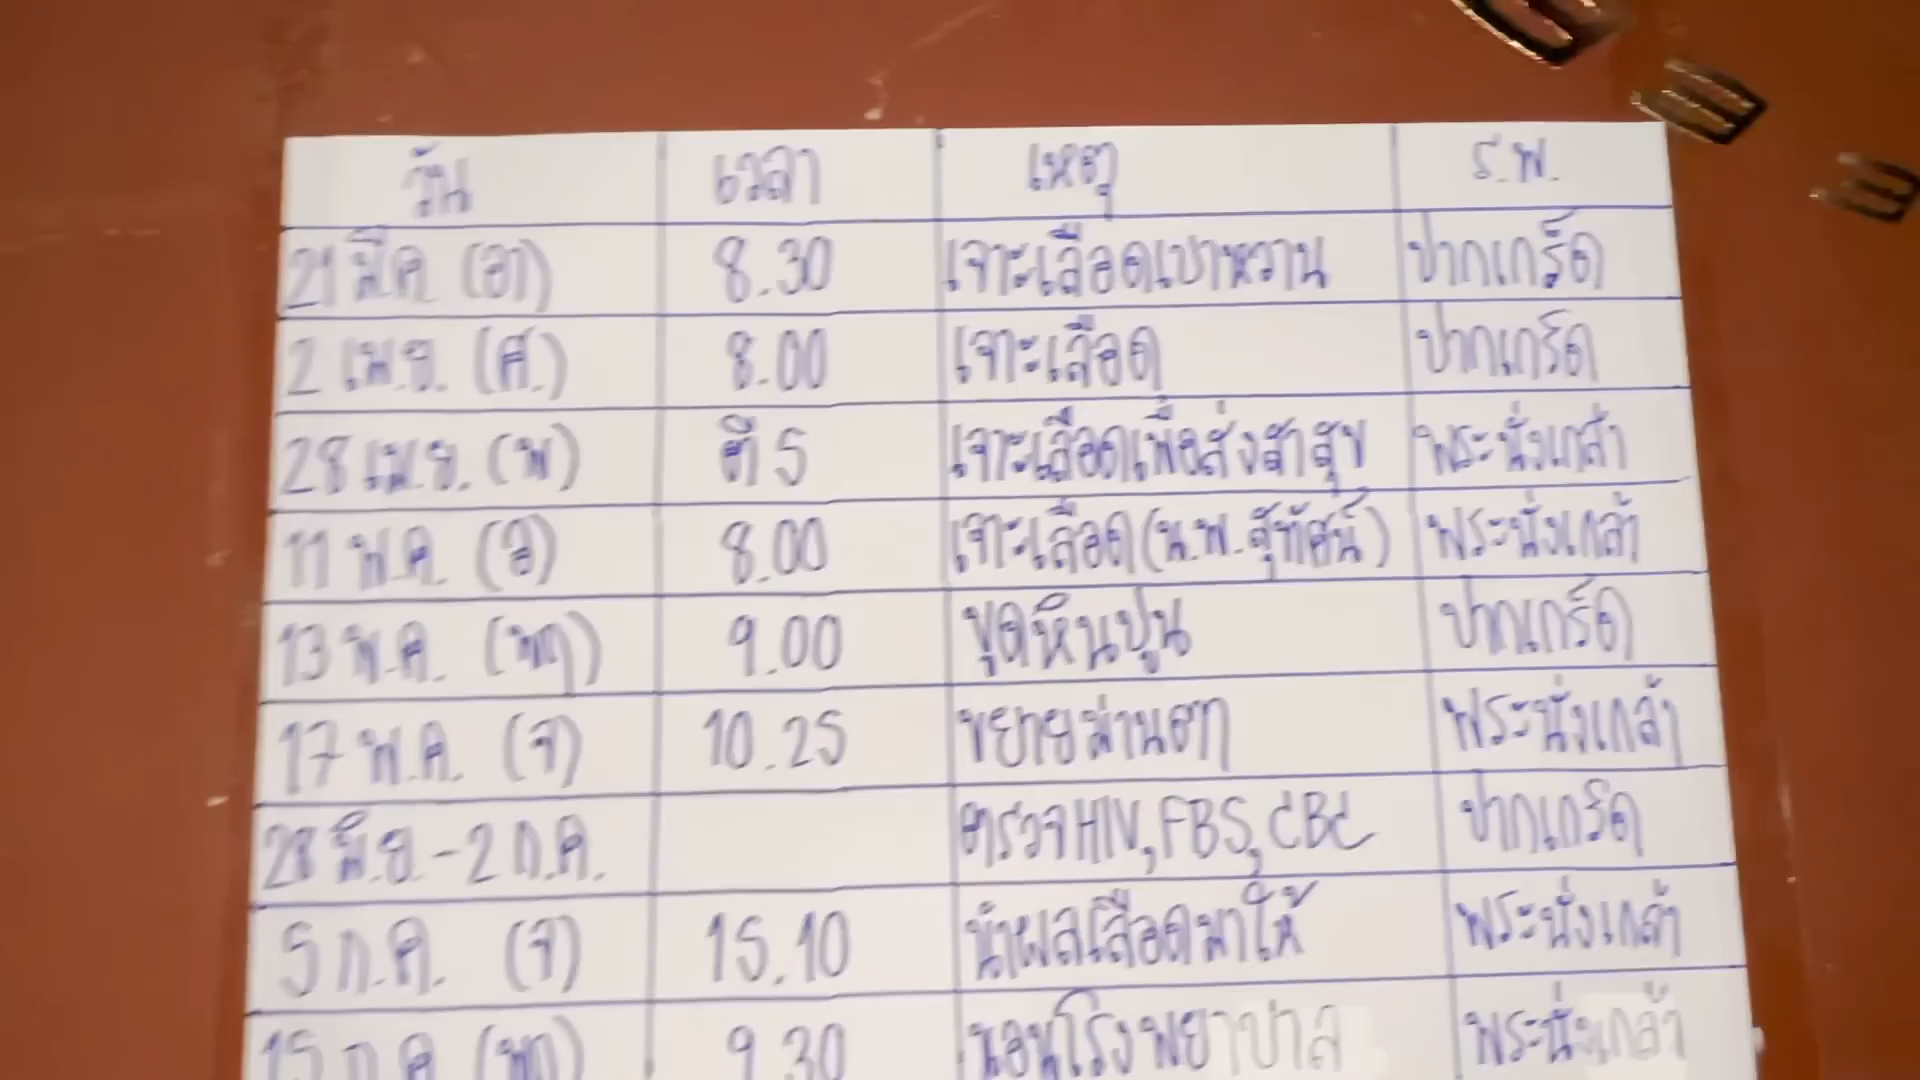 วัน เวลา เหตุ ร.พ.
21 มี.ค. (อา) 8.30 เจาะเลือดเบาหวาน ปากเกร็ด
2 เม.ย. (ศ.) 8.00 เจาะเลือด ปากเกร็ด
28 เม.ย. (พ) ตี 5 เจาะเลือดเพื่อส่งสาสุข พระนั่งเกล้า
11 พ.ค. (อ) 8.00 เจาะเลือด (น.พ.สุทัศน์) พระนั่งเกล้า
13 พ.ค. (พฤ) 9.00 ขูดหินปูน ปากเกร็ด
17 พ.ค. (จ) 10.25 ขยายม่านตา พระนั่งเกล้า
28 มิ.ย.-2 ก.ค. ตรวจ HIV, FBS, CBC ปากเกร็ด
5 ก.ค. (จ) 15.10 นำผลเลือดมาให้ พระนั่งเกล้า
15 ก.ค (พฤ) 9.30 นอนโรงพยาบาล พระนั่งเกล้า